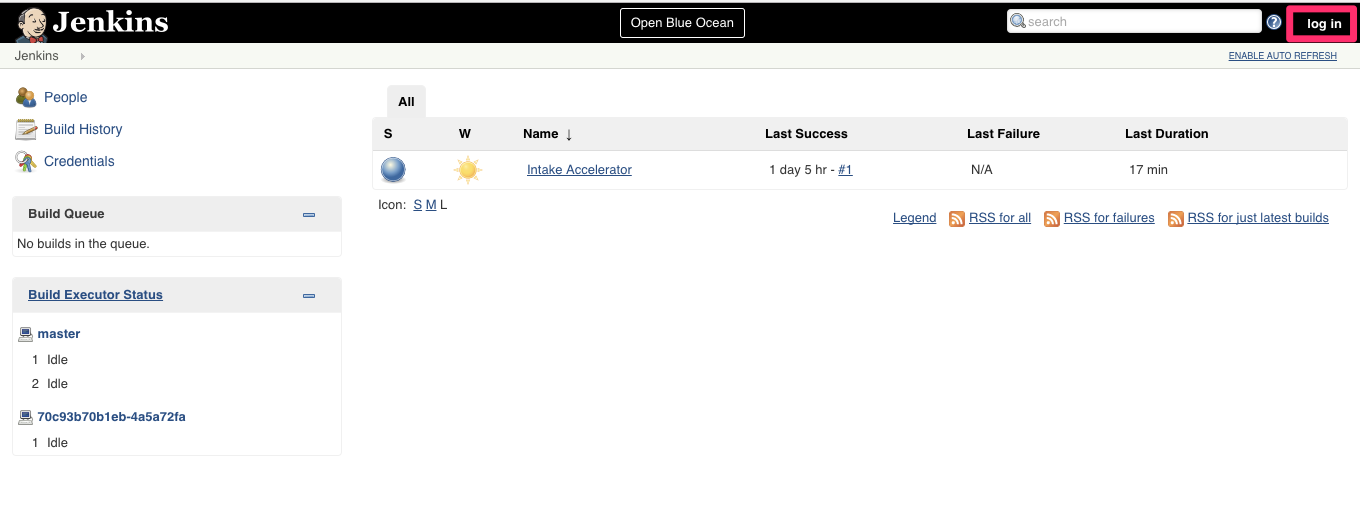 Jenkins
Open Blue Ocean
search
?
log in
Jenkins
ENABLE AUTO REFRESH
People
Build History
Credentials
Build Queue
No builds in the queue.
Build Executor Status
master
1 Idle
2 Idle
70c93b70b1eb-4a5a72fa
1 Idle
All
S W Name ↓ Last Success Last Failure Last Duration
Intake Accelerator 1 day 5 hr - #1 N/A 17 min
Icon: S M L
Legend RSS for all RSS for failures RSS for just latest builds